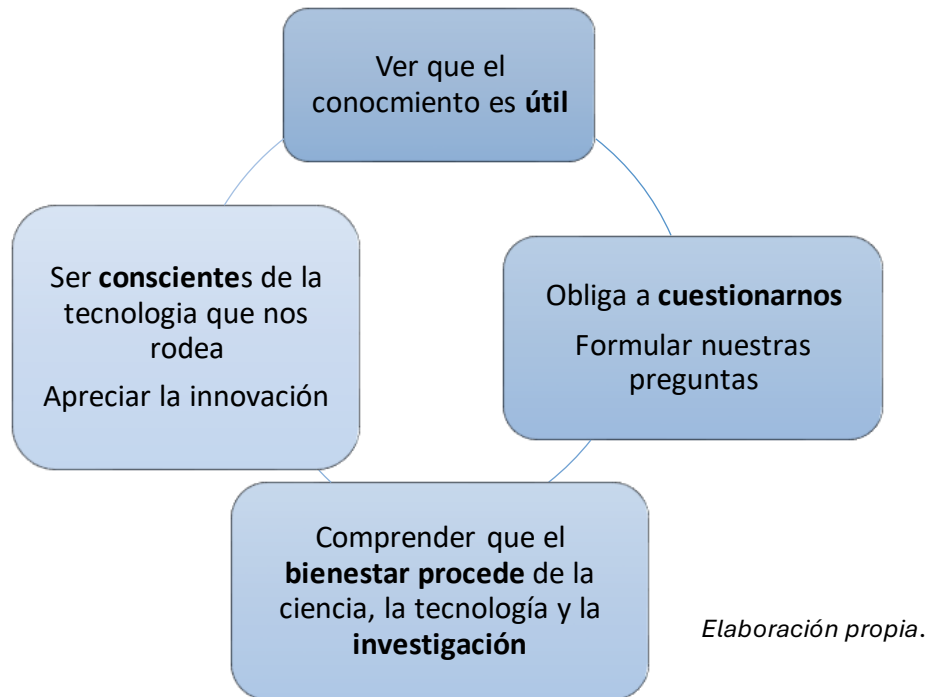 Ver que el
conocmiento es útil
Ser conscientes de la
tecnologia que nos
rodea
Apreciar la innovación
Obliga a cuestionarnos
Formular nuestras
preguntas
Comprender que el
bienestar procede de la
ciencia, la tecnología y la
investigación
Elaboración propia.